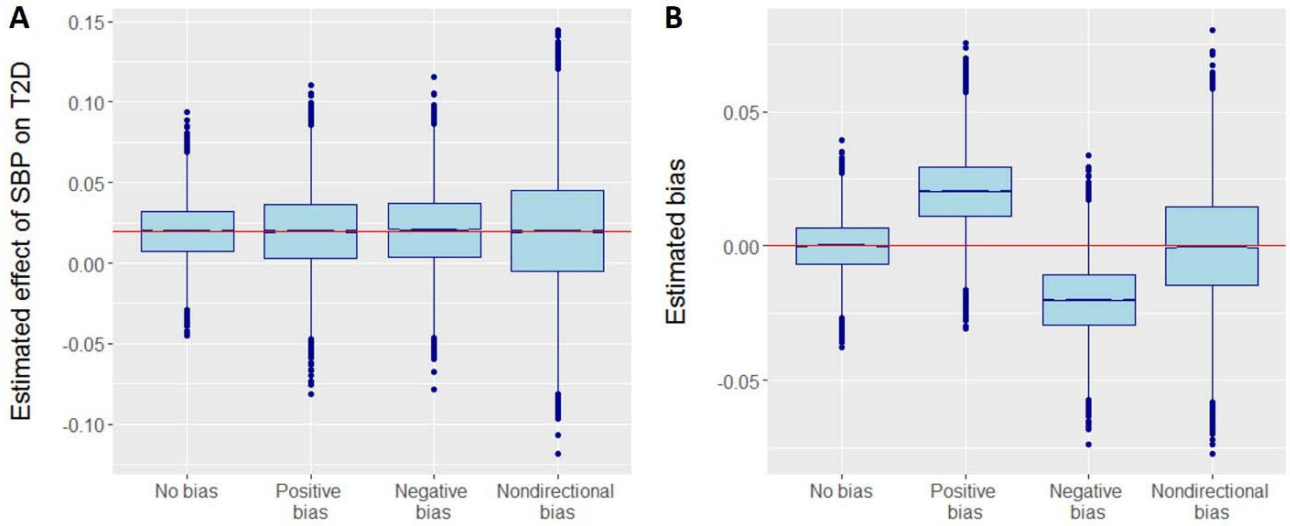 A
Estimated effect of SBP on T2D
0.15
0.10
0.05
0.00
-0.05
-0.10
No bias
Positive
bias
Negative
bias
Nondirectional
bias
B
Estimated bias
0.05
0.00
-0.05
No bias
Positive
bias
Negative
bias
Nondirectional
bias